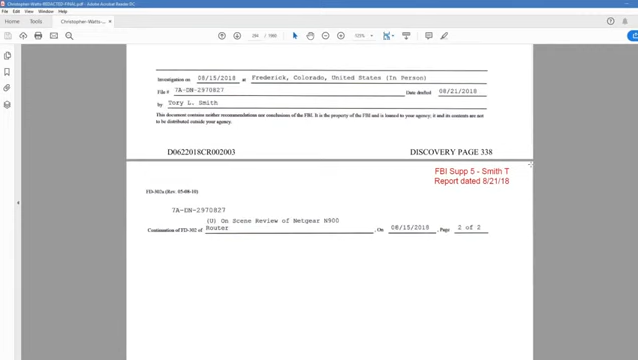 Christopher-Watts-REDACTED-FINAL.pdf - Adobe Acrobat Reader DC
File Edit View Window Help
Home
Tools
Christopher-Watts-...
Investigation on 08/15/2018 at Frederick, Colorado, United States (In Person)
File # 7A-DN-2970827 Date drafted 08/21/2018
by Tory L. Smith
This document contains neither recommendations nor conclusions of the FBI. It is the property of the FBI and is loaned to your agency; it and its contents are not
to be distributed outside your agency.
D0622018CR002003 DISCOVERY PAGE 338
FBI Supp 5 - Smith T
Report dated 8/21/18
FD-302a (Rev. 05-08-10)
7A-DN-2970827
(U) On Scene Review of Netgear N900
Continuation of FD-302 of Router , On 08/15/2018 , Page 2 of 2